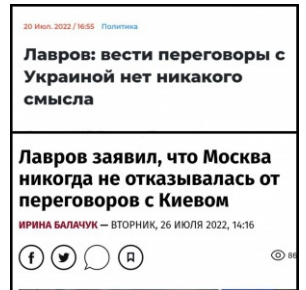 20 Июл. 2022 / 16:55 Политика
Лавров: вести переговоры с
Украиной нет никакого
смысла
Лавров заявил, что Москва
никогда не отказывалась от
переговоров с Киевом
ИРИНА БАЛАЧУК — ВТОРНИК, 26 ИЮЛЯ 2022, 14:16
86